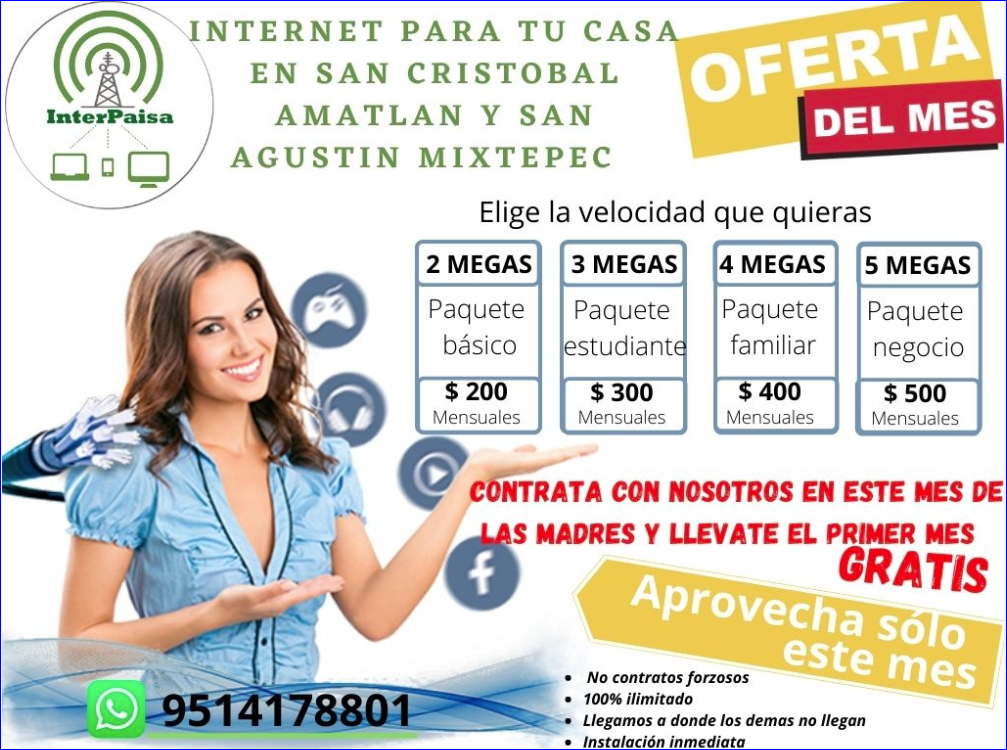 InterPaisa
INTERNET PARA TU CASA
EN SAN CRISTOBAL
AMATLAN Y SAN
AGUSTIN MIXTEPEC
OFERTA
DEL MES
Elige la velocidad que quieras
2 MEGAS
Paquete
básico
$ 200
Mensuales
3 MEGAS
Paquete
estudiante
$ 300
Mensuales
4 MEGAS
Paquete
familiar
$ 400
Mensuales
5 MEGAS
Paquete
negocio
$ 500
Mensuales
CONTRATA CON NOSOTROS EN ESTE MES DE
LAS MADRES Y LLEVATE EL PRIMER MES
GRATIS
Aprovecha sólo
este mes
• No contratos forzosos
• 100% ilimitado
• Llegamos a donde los demas no llegan
• Instalación inmediata
9514178801